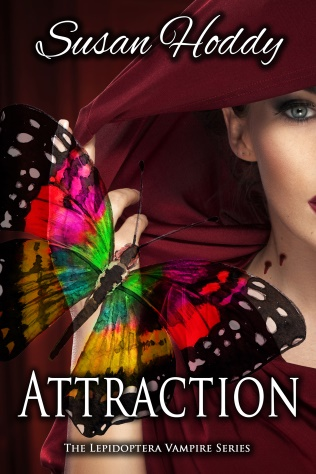 Susan Hoddy
ATTRACTION
THE LEPIDOPTERA VAMPIRE SERIES